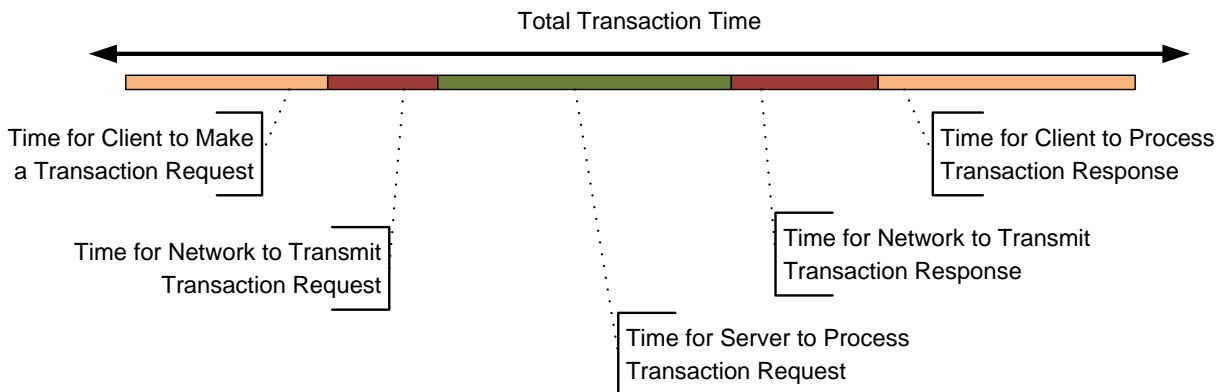 Total Transaction Time
Time for Client to Make
a Transaction Request
Time for Client to Process
Transaction Response
Time for Network to Transmit
Transaction Request
Time for Network to Transmit
Transaction Response
Time for Server to Process
Transaction Request